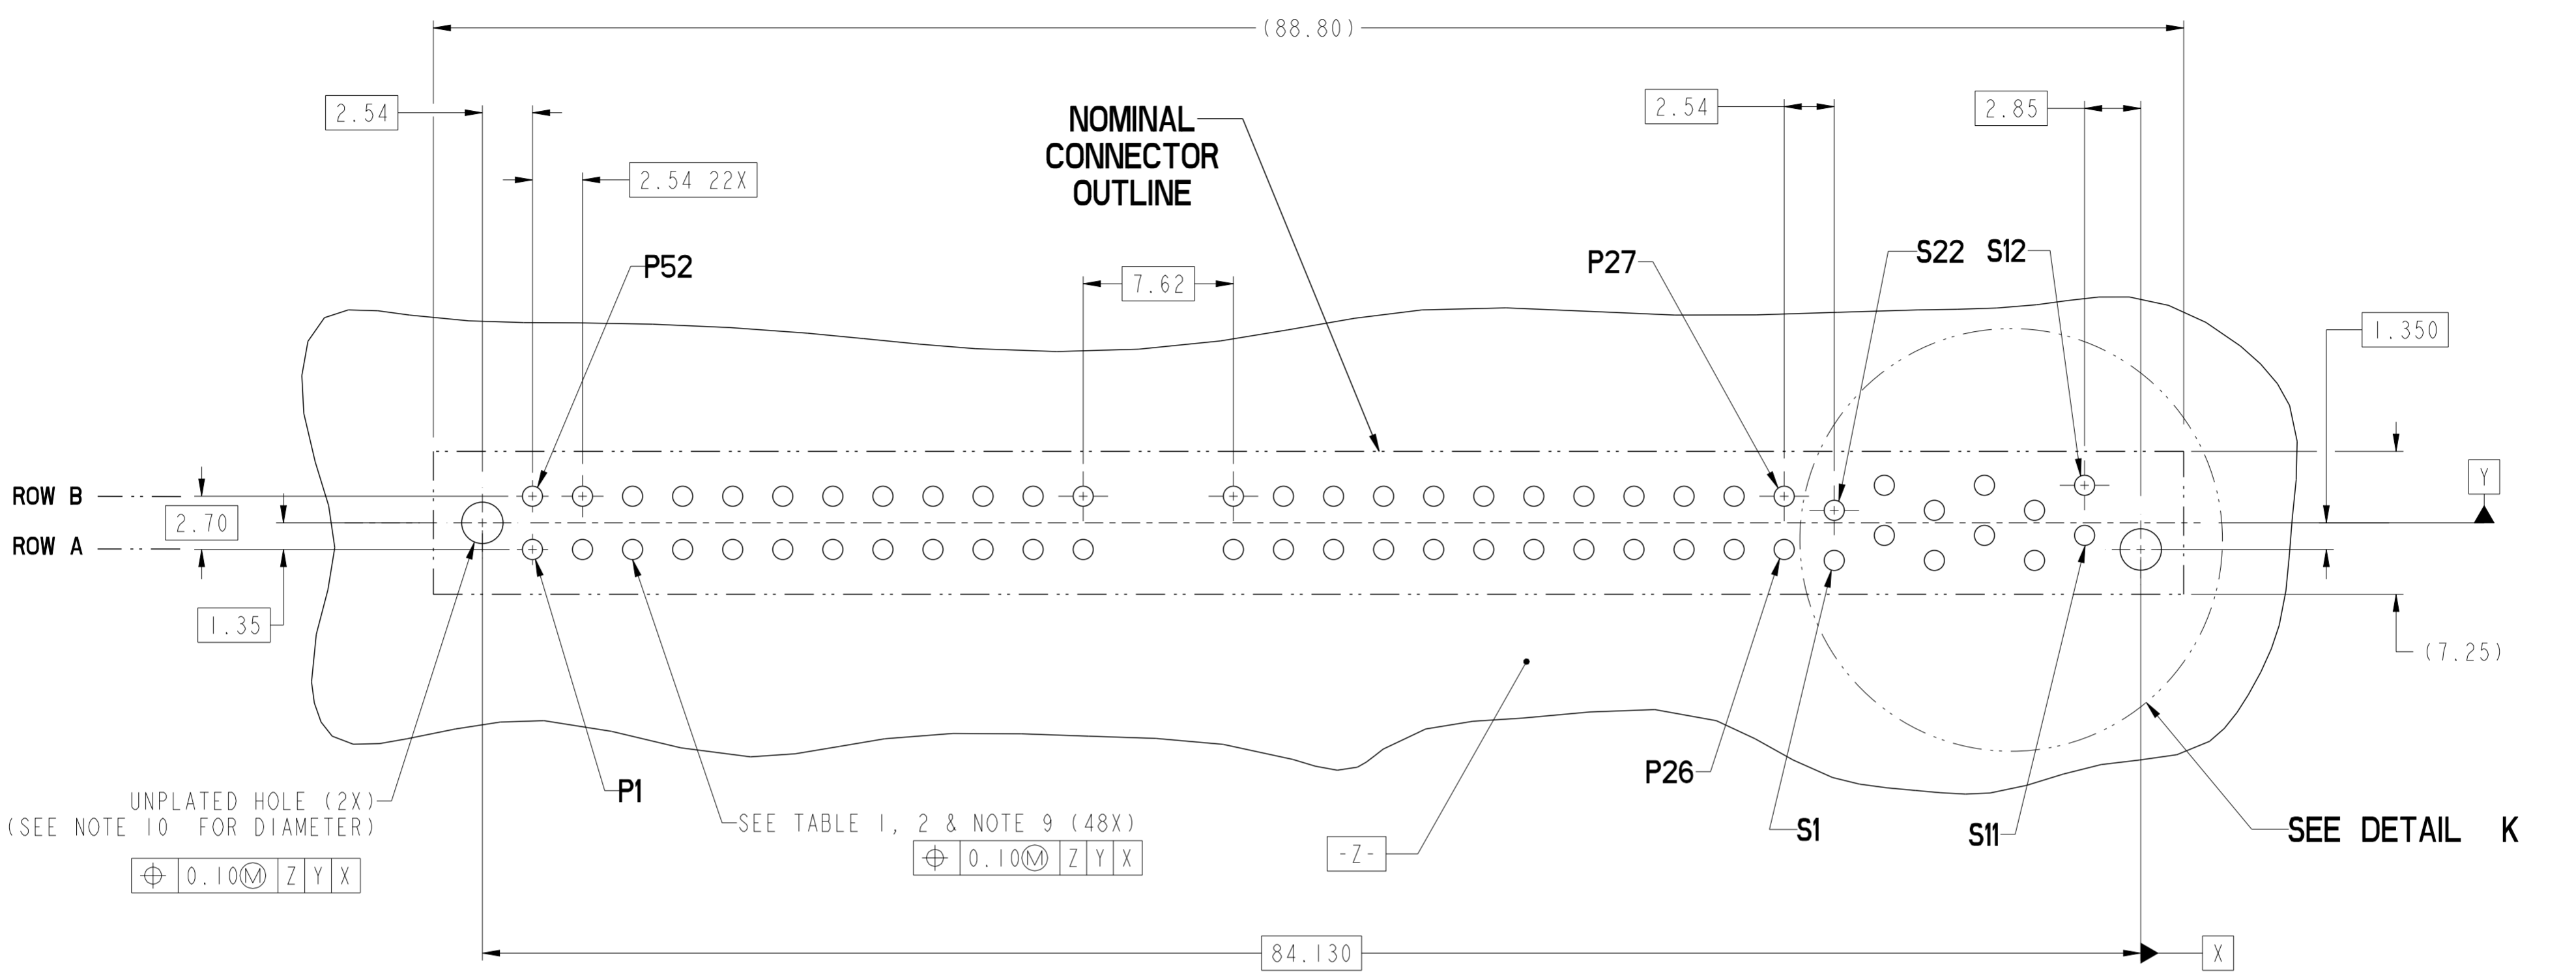 (88.80)
2.54
2.54
2.85
NOMINAL
CONNECTOR
OUTLINE
2.54 22X
P52
7.62
P27
S22
S12
1.350
ROW B
2.70
ROW A
1.35
Y
(7.25)
P1
UNPLATED HOLE (2X)
(SEE NOTE 10 FOR DIAMETER)
⌖ 0.10Ⓜ Z Y X
SEE TABLE 1, 2 & NOTE 9 (48X)
⌖ 0.10Ⓜ Z Y X
-Z-
P26
S1
S11
SEE DETAIL K
84.130
X